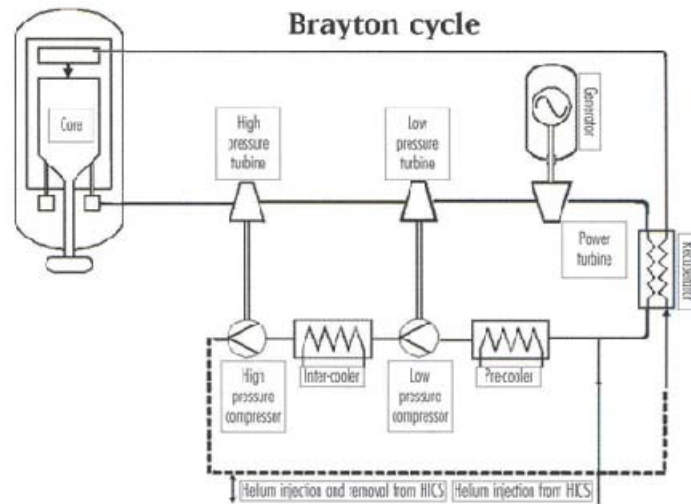 Brayton cycle
Core
High
pressure
turbine
Low
pressure
turbine
Generator
Power
turbine
Recuperator
High
pressure
compressor
Inter-cooler
Low
pressure
compressor
Pre-cooler
Helium injection and removal from HICS
Helium injection from HICS